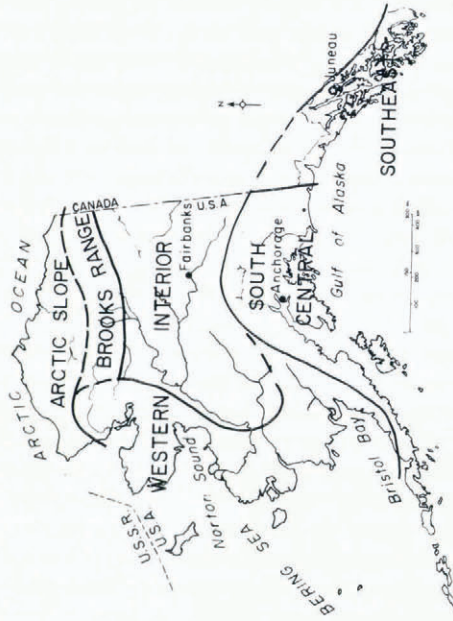 ARCTIC OCEAN
ARCTIC SLOPE
BROOKS RANGE
CANADA
U.S.A.
U.S.S.R.
U.S.A.
WESTERN
INTERIOR
Fairbanks
Norton Sound
BERING SEA
Bristol Bay
SOUTH
CENTRAL
Anchorage
Gulf of Alaska
N
Juneau
SOUTHEAST